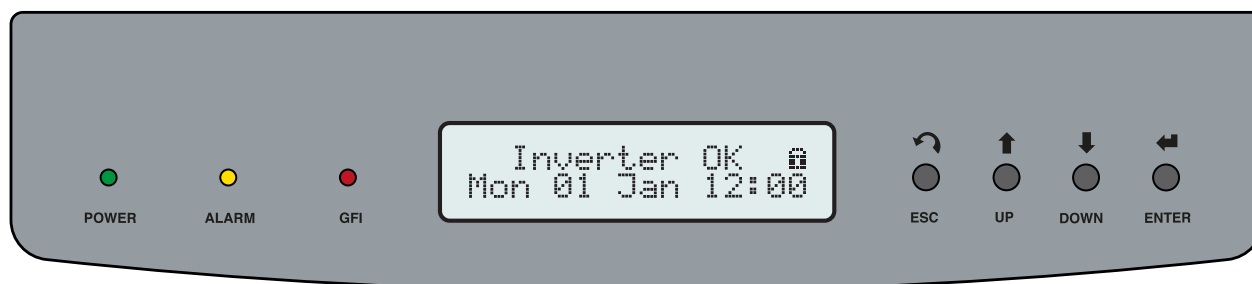 Inverter OK
Mon 01 Jan 12:00
POWER ALARM GFI ESC UP DOWN ENTER